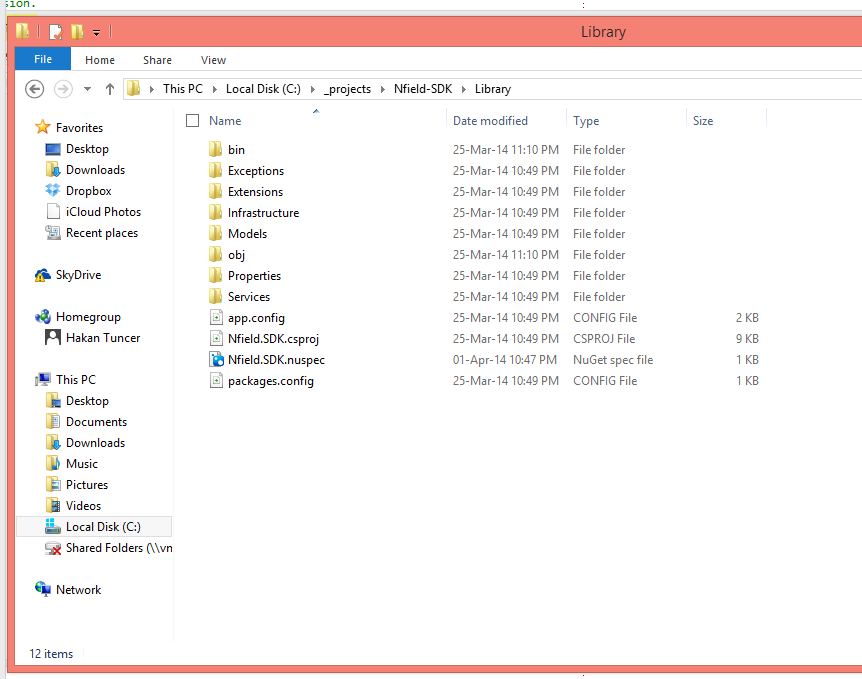 sion.
Library
File Home Share View
This PC Local Disk (C:) _projects Nfield-SDK Library
Name Date modified Type Size
Favorites
Desktop
Downloads
Dropbox
iCloud Photos
Recent places
SkyDrive
Homegroup
Hakan Tuncer
This PC
Desktop
Documents
Downloads
Music
Pictures
Videos
Local Disk (C:)
Shared Folders (\\vn
Network
bin 25-Mar-14 11:10 PM File folder
Exceptions 25-Mar-14 10:49 PM File folder
Extensions 25-Mar-14 10:49 PM File folder
Infrastructure 25-Mar-14 10:49 PM File folder
Models 25-Mar-14 10:49 PM File folder
obj 25-Mar-14 11:10 PM File folder
Properties 25-Mar-14 10:49 PM File folder
Services 25-Mar-14 10:49 PM File folder
app.config 25-Mar-14 10:49 PM CONFIG File 2 KB
Nfield.SDK.csproj 25-Mar-14 10:49 PM CSPROJ File 9 KB
Nfield.SDK.nuspec 01-Apr-14 10:47 PM NuGet spec file 1 KB
packages.config 25-Mar-14 10:49 PM CONFIG File 1 KB
12 items